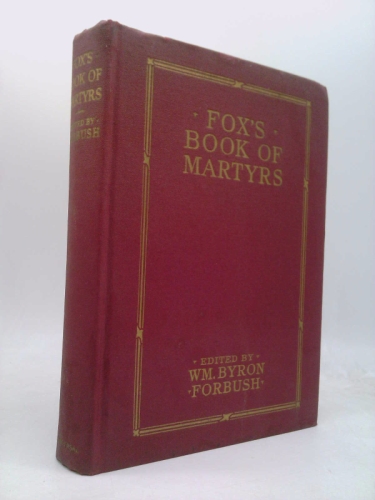 FOX'S
BOOK OF
MARTYRS
EDITED BY
FORBUSH
· FOX'S ·
BOOK OF
MARTYRS
· EDITED BY ·
WM. BYRON
· FORBUSH ·